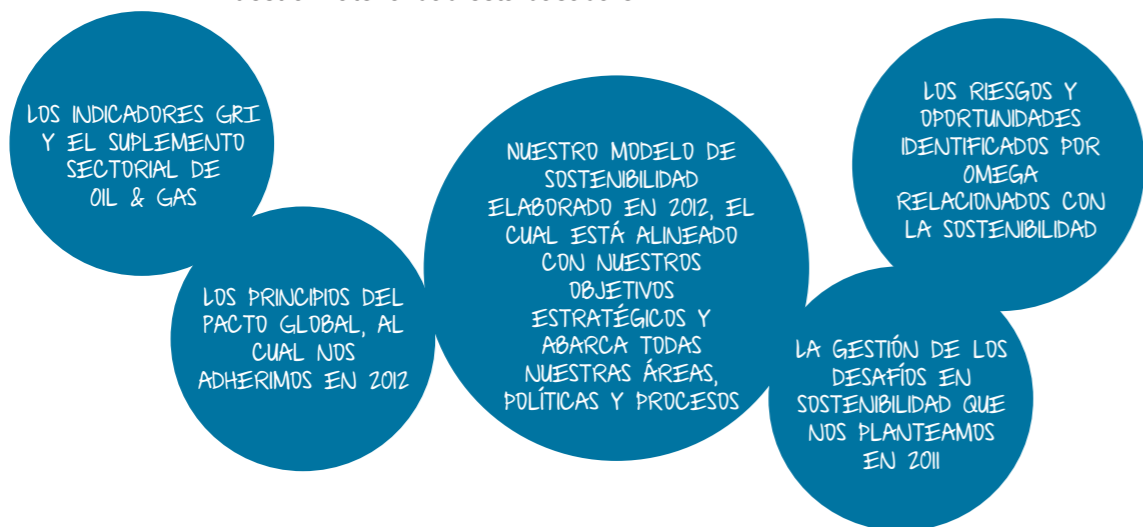 LOS INDICADORES GRI
Y EL SUPLEMENTO
SECTORIAL DE
OIL & GAS
LOS PRINCIPIOS DEL
PACTO GLOBAL, AL
CUAL NOS
ADHERIMOS EN 2012
NUESTRO MODELO DE
SOSTENIBILIDAD
ELABORADO EN 2012, EL
CUAL ESTÁ ALINEADO
CON NUESTROS
OBJETIVOS
ESTRATÉGICOS Y
ABARCA TODAS
NUESTRAS ÁREAS,
POLÍTICAS Y PROCESOS
LA GESTIÓN DE LOS
DESAFÍOS EN
SOSTENIBILIDAD QUE
NOS PLANTEAMOS
EN 2011
LOS RIESGOS Y
OPORTUNIDADES
IDENTIFICADOS POR
OMEGA
RELACIONADOS CON
LA SOSTENIBILIDAD